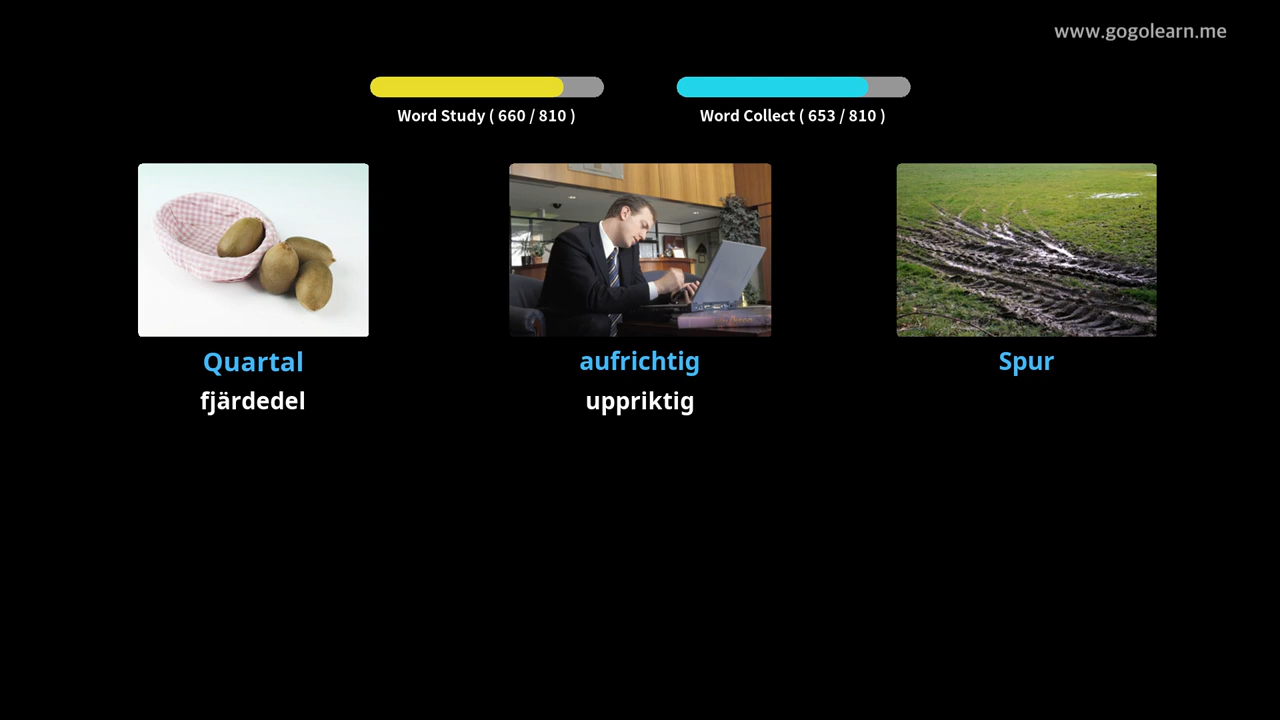 www.gogolearn.me
Word Study ( 660 / 810 )
Word Collect ( 653 / 810 )
Quartal
fjärdedel
aufrichtig
uppriktig
Spur